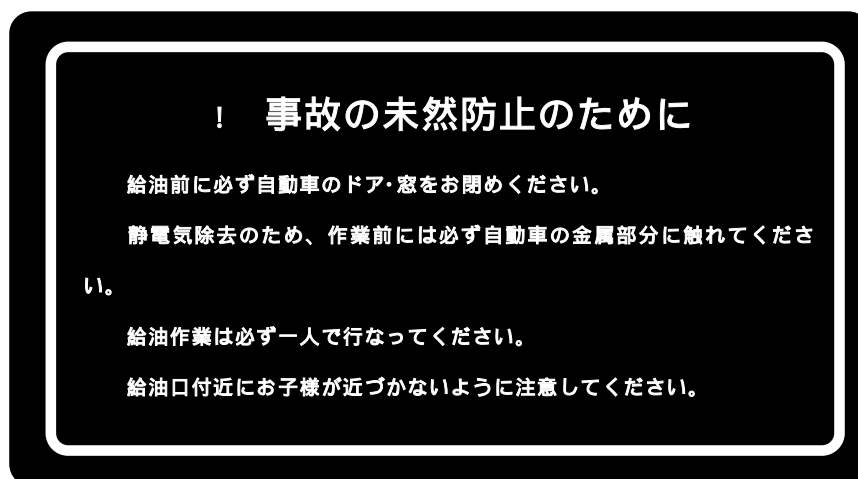 ! 事故の未然防止のために
給油前に必ず自動車のドア・窓をお閉めください。
静電気除去のため、作業前には必ず自動車の金属部分に触れてくださ
い。
給油作業は必ず一人で行なってください。
給油口付近にお子様が近づかないように注意してください。